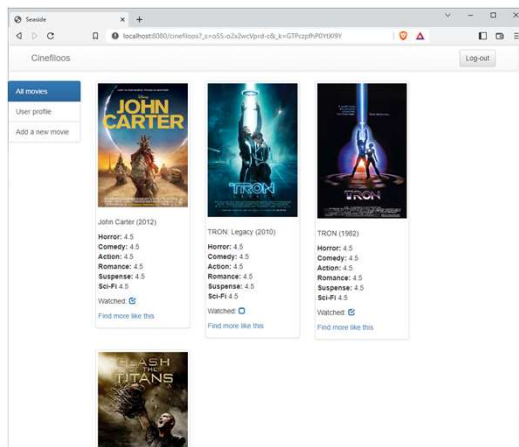 Seaside
localhost:8080/cinefiloos?_s=
Cinefiloos
Log-out
All movies
User profile
Add a new movie
JOHN
CARTER
John Carter (2012)
Horror: 4.5
Comedy: 4.5
Action: 4.5
Romance: 4.5
Suspense: 4.5
Sci-Fi 4.5
Watched:
Find more like this
TRON
TRON: Legacy (2010)
Horror: 4.5
Comedy: 4.5
Action: 4.5
Romance: 4.5
Suspense: 4.5
Sci-Fi 4.5
Watched:
Find more like this
TRON
TRON (1982)
Horror: 4.5
Comedy: 4.5
Action: 4.5
Romance: 4.5
Suspense: 4.5
Sci-Fi 4.5
Watched:
Find more like this
CLASH
OF THE
TITANS